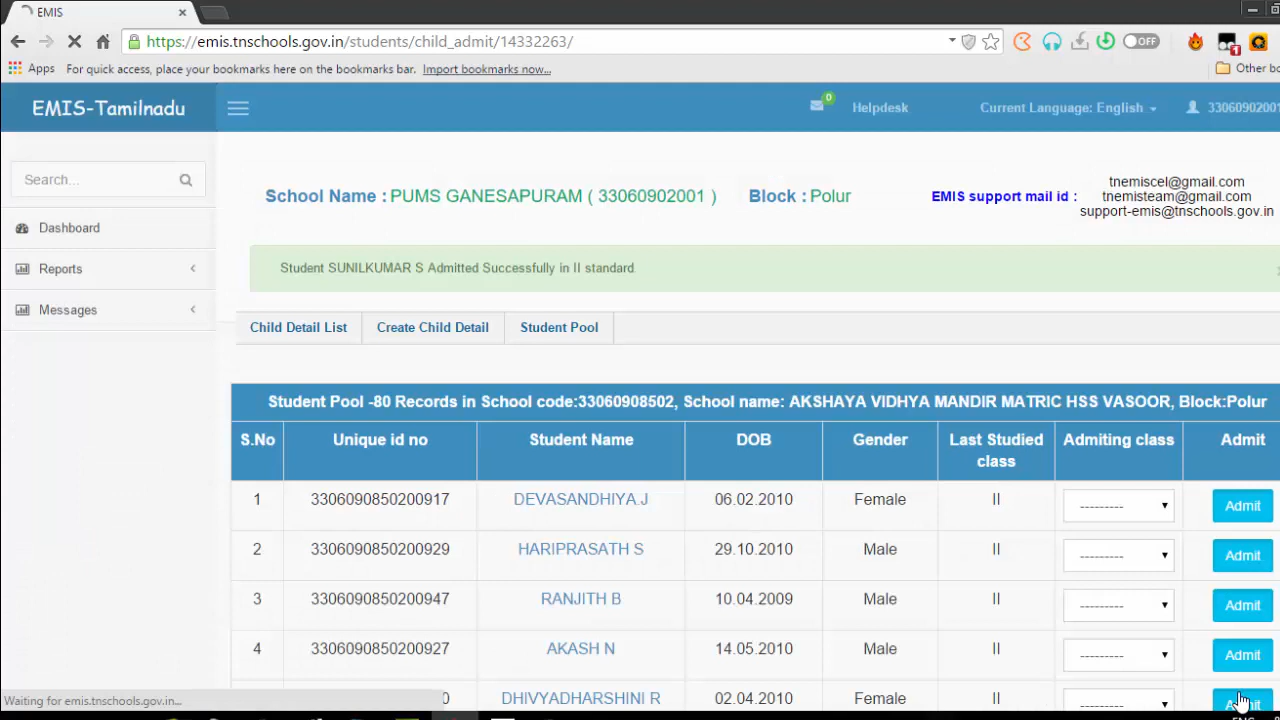 EMIS
https://emis.tnschools.gov.in/students/child_admit/14332263/
OFF
1
Apps For quick access, place your bookmarks here on the bookmarks bar. Import bookmarks now... Other bo
EMIS-Tamilnadu
0
Helpdesk
Current Language: English
33060902001
Search...
Dashboard
Reports
Messages
School Name : PUMS GANESAPURAM ( 33060902001 ) Block : Polur
EMIS support mail id :
tnemiscel@gmail.com
tnemisteam@gmail.com
support-emis@tnschools.gov.in
Student SUNILKUMAR S Admitted Successfully in II standard
Child Detail List Create Child Detail Student Pool
Student Pool -80 Records in School code:33060908502, School name: AKSHAYA VIDHYA MANDIR MATRIC HSS VASOOR, Block:Polur
S.No Unique id no Student Name DOB Gender Last Studied class Admiting class Admit
1 3306090850200917 DEVASANDHIYA.J 06.02.2010 Female II --------- Admit
2 3306090850200929 HARIPRASATH S 29.10.2010 Male II --------- Admit
3 3306090850200947 RANJITH B 10.04.2009 Male II --------- Admit
4 3306090850200927 AKASH N 14.05.2010 Male II --------- Admit
0 DHIVYADHARSHINI R 02.04.2010 Female II --------- Admit
Waiting for emis.tnschools.gov.in...